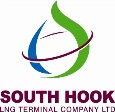 SOUTH HOOK
LNG TERMINAL COMPANY LTD